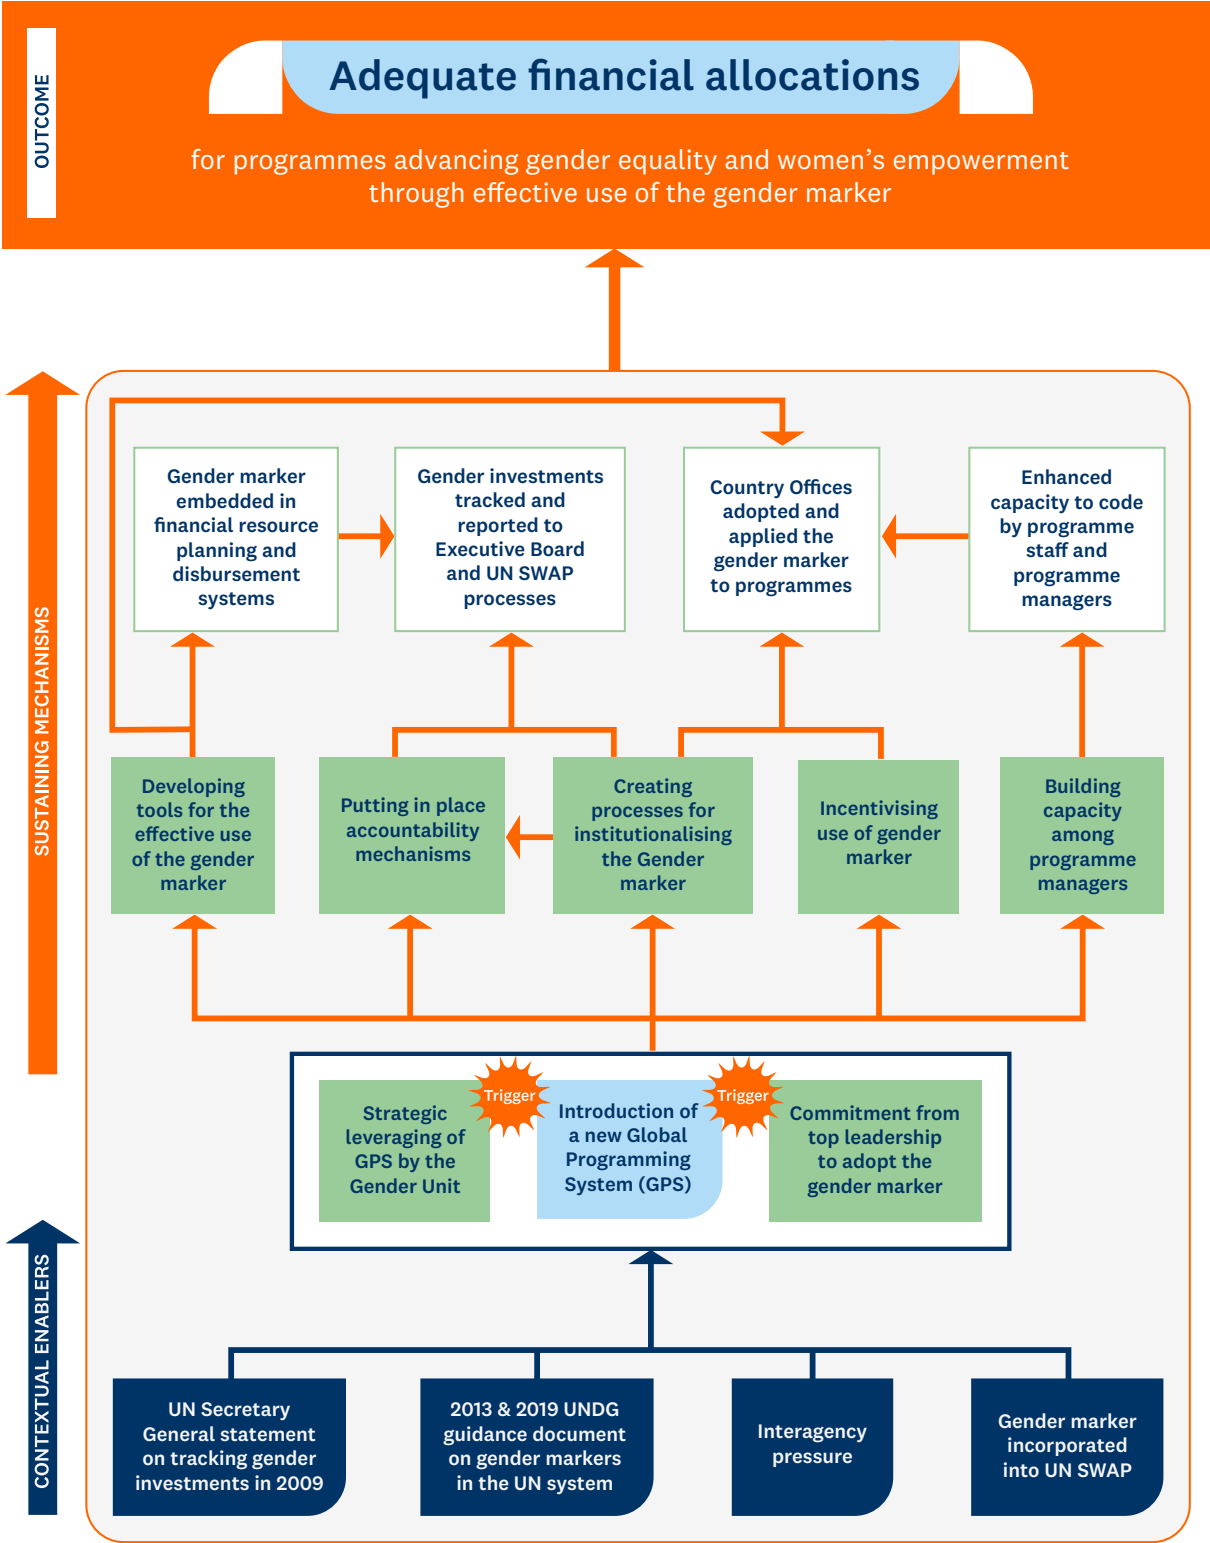 OUTCOME
Adequate financial allocations
for programmes advancing gender equality and women’s empowerment
through effective use of the gender marker
SUSTAINING MECHANISMS
Gender marker
embedded in
financial resource
planning and
disbursement
systems
Gender investments
tracked and
reported to
Executive Board
and UN SWAP
processes
Country Offices
adopted and
applied the
gender marker
to programmes
Enhanced
capacity to code
by programme
staff and
programme
managers
Developing
tools for the
effective use
of the gender
marker
Putting in place
accountability
mechanisms
Creating
processes for
institutionalising
the Gender
marker
Incentivising
use of gender
marker
Building
capacity
among
programme
managers
Strategic
leveraging of
GPS by the
Gender Unit
Trigger
Introduction of
a new Global
Programming
System (GPS)
Trigger
Commitment from
top leadership
to adopt the
gender marker
CONTEXTUAL ENABLERS
UN Secretary
General statement
on tracking gender
investments in 2009
2013 & 2019 UNDG
guidance document
on gender markers
in the UN system
Interagency
pressure
Gender marker
incorporated
into UN SWAP